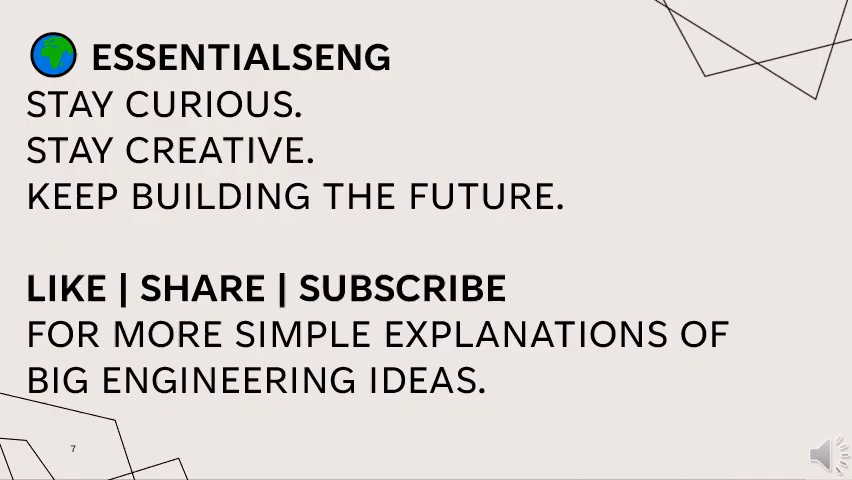 ESSENTIALSENG
STAY CURIOUS.
STAY CREATIVE.
KEEP BUILDING THE FUTURE.
LIKE | SHARE | SUBSCRIBE
FOR MORE SIMPLE EXPLANATIONS OF
BIG ENGINEERING IDEAS.
7